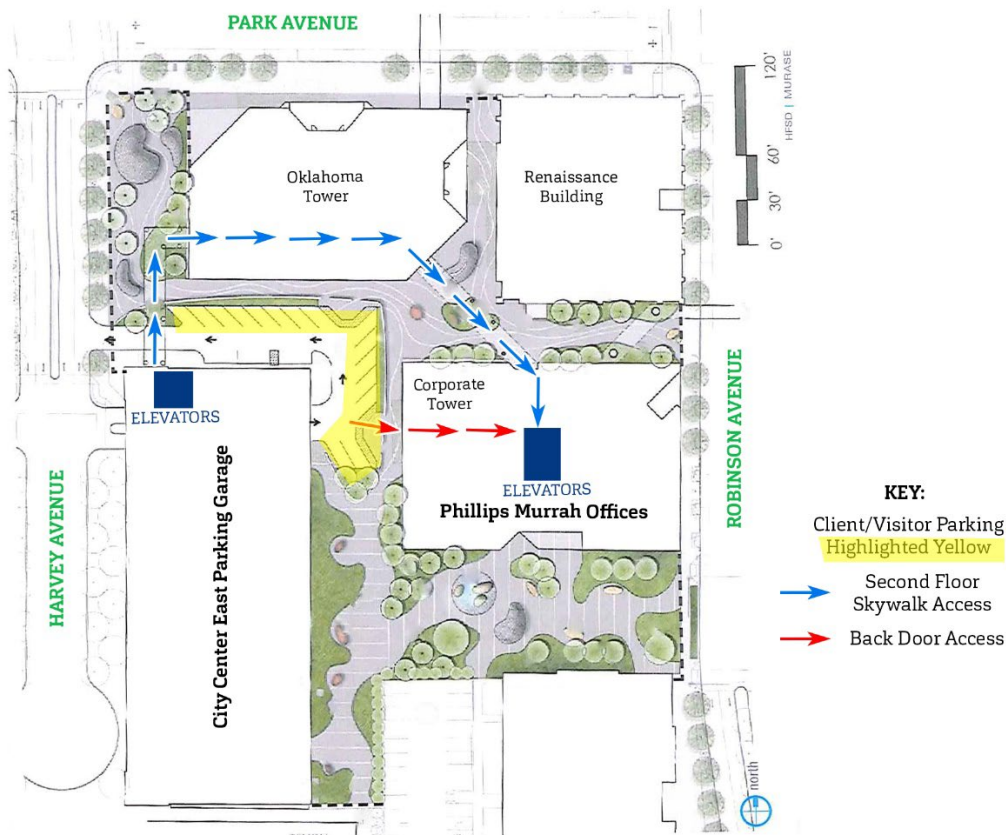 PARK AVENUE
120'
60'
30'
0'
HFSD | MURASE
Oklahoma
Tower
Renaissance
Building
Corporate
Tower
ELEVATORS
ELEVATORS
Phillips Murrah Offices
City Center East Parking Garage
HARVEY AVENUE
ROBINSON AVENUE
KEY:
Client/Visitor Parking
Highlighted Yellow
Second Floor
Skywalk Access
Back Door Access
north